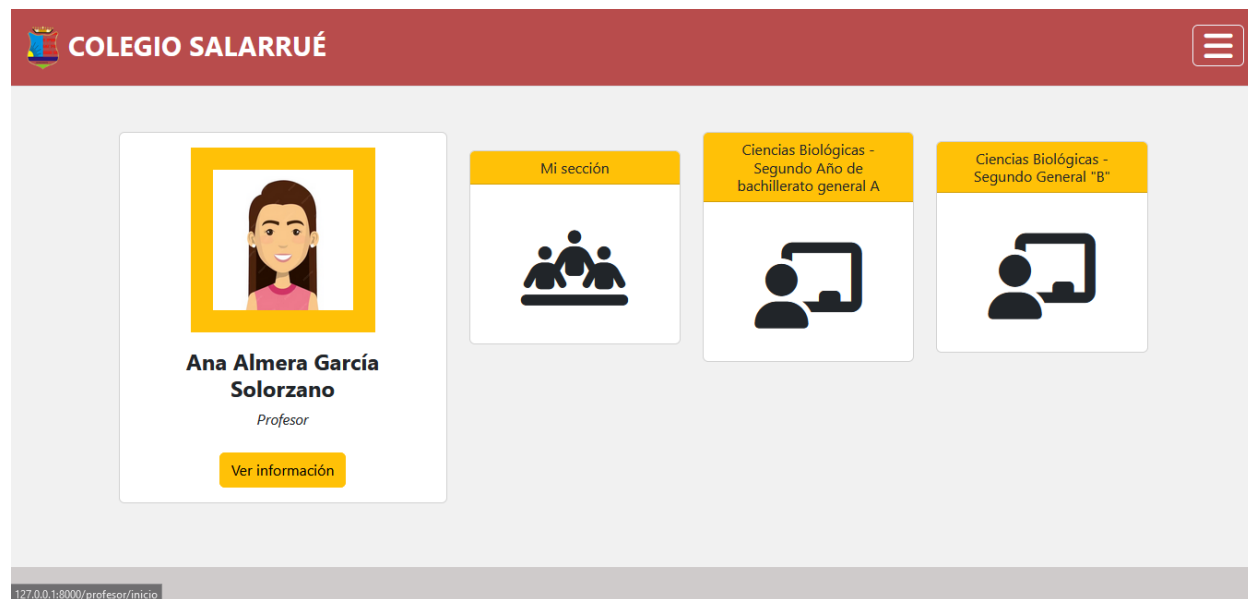 COLEGIO SALARRUÉ
Ana Almera García
Solorzano
Profesor
Ver información
Mi sección
Ciencias Biológicas -
Segundo Año de
bachillerato general A
Ciencias Biológicas -
Segundo General "B"
127.0.0.1:8000/profesor/inicio